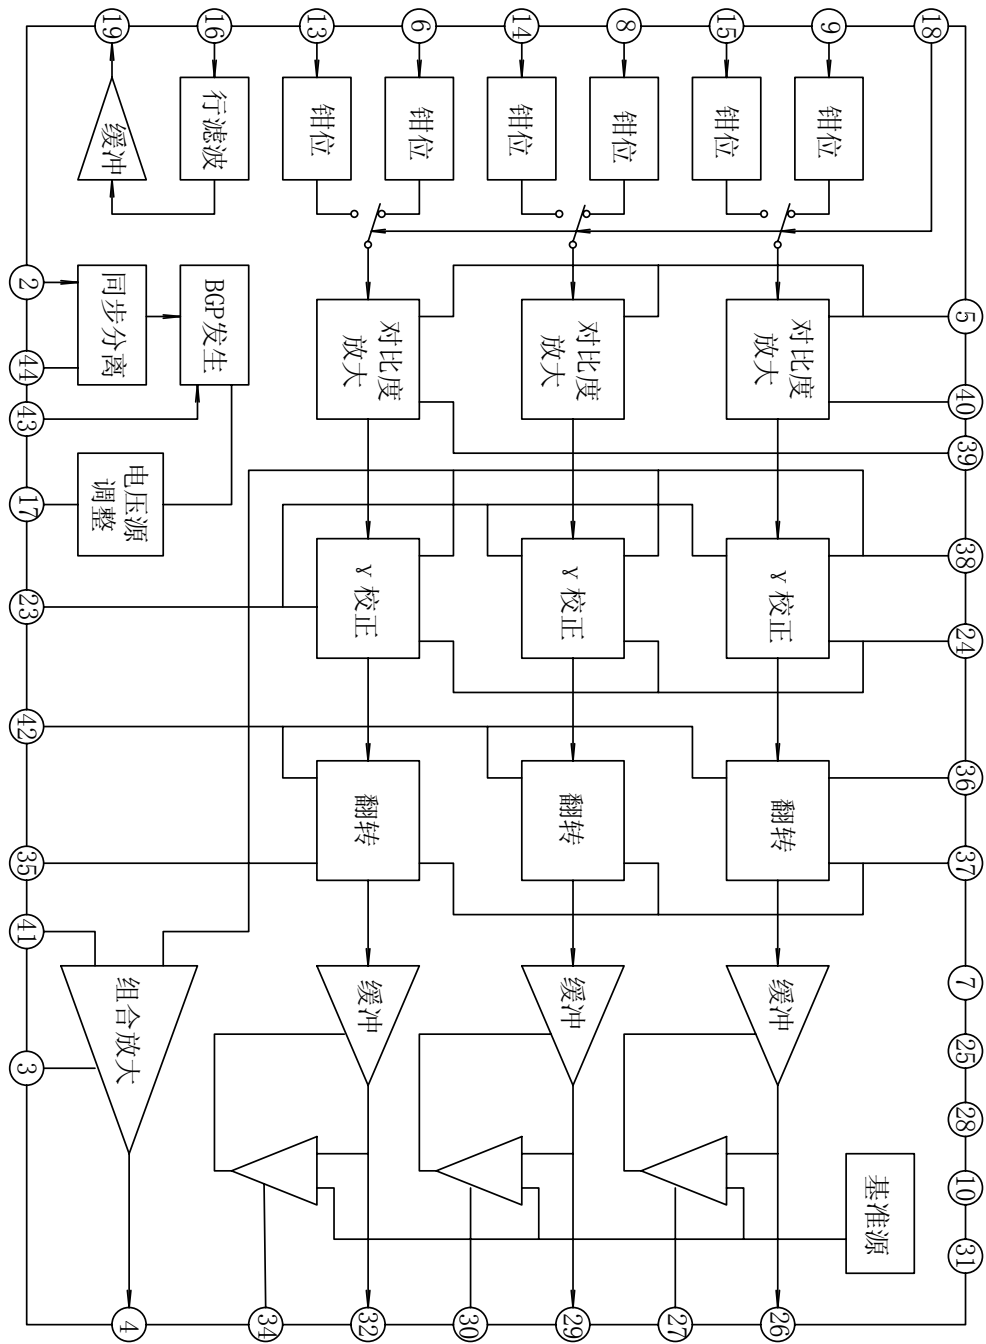 5
40
39
38
24
36
37
7
25
28
10
31
18
基准源
9
钳位
对比度
放大
γ校正
翻转
缓冲
26
15
钳位
27
8
钳位
对比度
放大
γ校正
翻转
缓冲
29
14
钳位
30
6
钳位
对比度
放大
γ校正
翻转
缓冲
32
13
钳位
34
16
行滤波
BGP发生
19
缓冲
同步分离
电压源
调整
组合放大
4
2
44
43
17
23
42
35
41
3